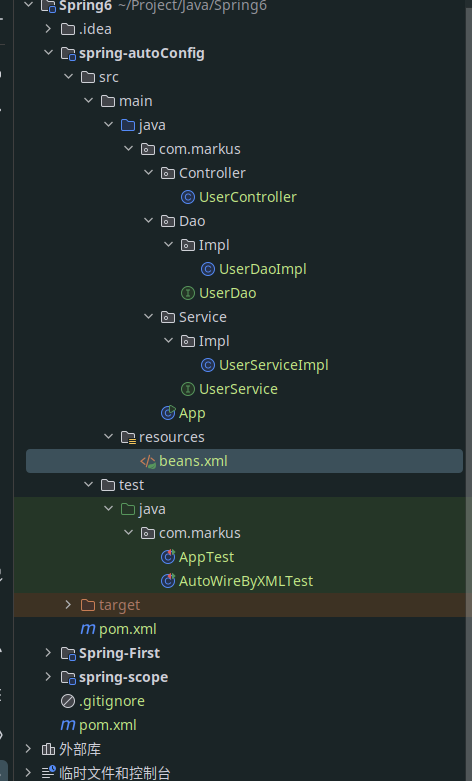 Spring6 ~/Project/Java/Spring6
.idea
spring-autoConfig
src
main
java
com.markus
Controller
UserController
Dao
Impl
UserDaoImpl
UserDao
Service
Impl
UserServiceImpl
UserService
App
resources
beans.xml
test
java
com.markus
AppTest
AutoWireByXMLTest
target
pom.xml
Spring-First
spring-scope
.gitignore
pom.xml
外部库
临时文件和控制台